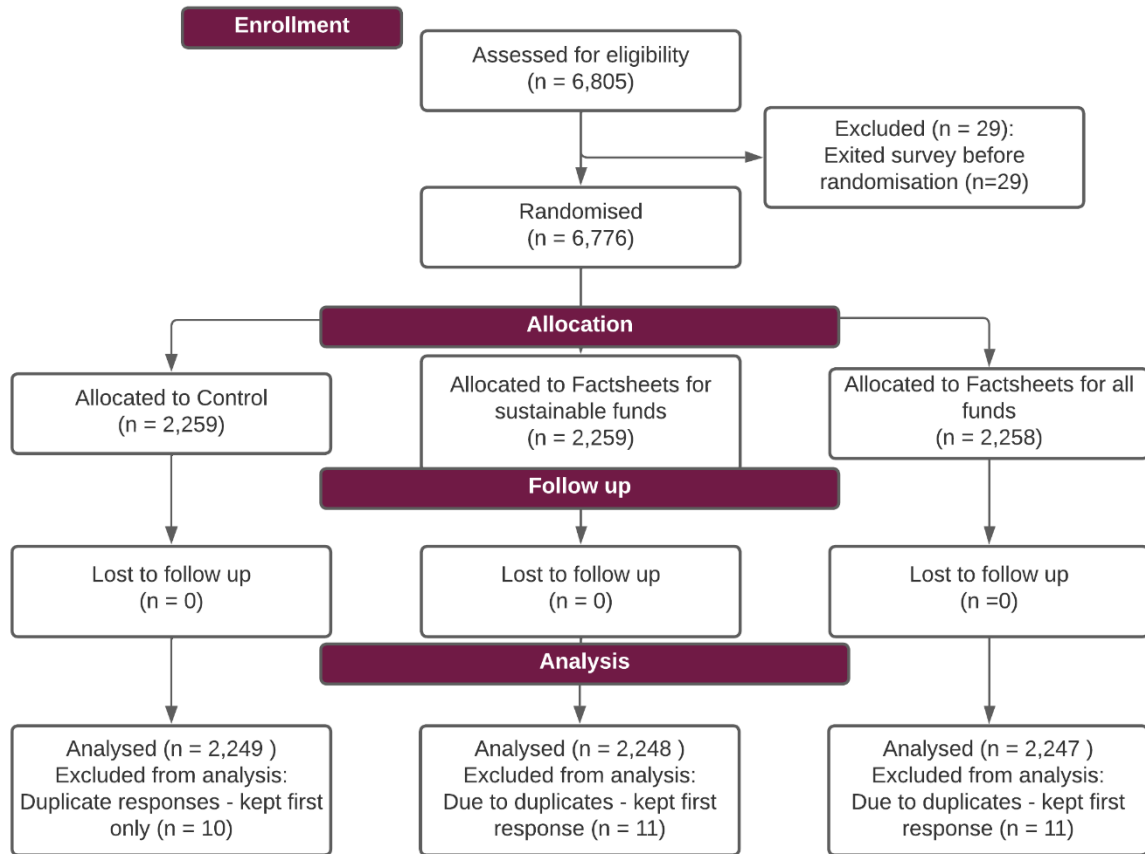 Enrollment
Assessed for eligibility
(n = 6,805)
Excluded (n = 29):
Exited survey before
randomisation (n=29)
Randomised
(n = 6,776)
Allocation
Allocated to Control
(n = 2,259)
Allocated to Factsheets for
sustainable funds
(n = 2,259)
Allocated to Factsheets for all
funds
(n = 2,258)
Follow up
Lost to follow up
(n = 0)
Lost to follow up
(n = 0)
Lost to follow up
(n =0)
Analysis
Analysed (n = 2,249 )
Excluded from analysis:
Duplicate responses - kept first
only (n = 10)
Analysed (n = 2,248 )
Excluded from analysis:
Due to duplicates - kept first
response (n = 11)
Analysed (n = 2,247 )
Excluded from analysis:
Due to duplicates - kept first
response (n = 11)